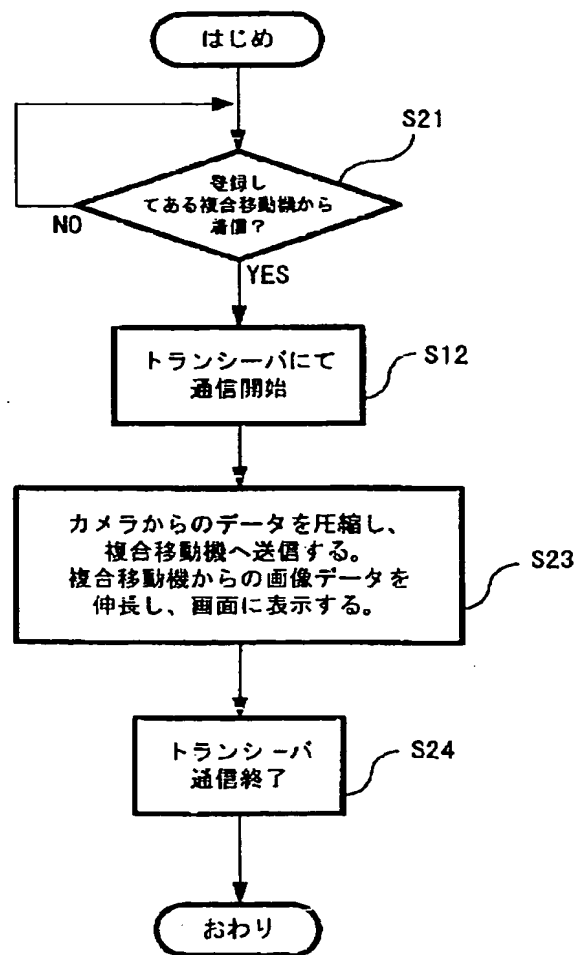 はじめ
S21
登録し
てある複合移動機から
着信?
NO
YES
トランシーバにて
通信開始
S12
カメラからのデータを圧縮し、
複合移動機へ送信する。
複合移動機からの画像データを
伸長し、画面に表示する。
S23
トランシーバ
通信終了
S24
おわり